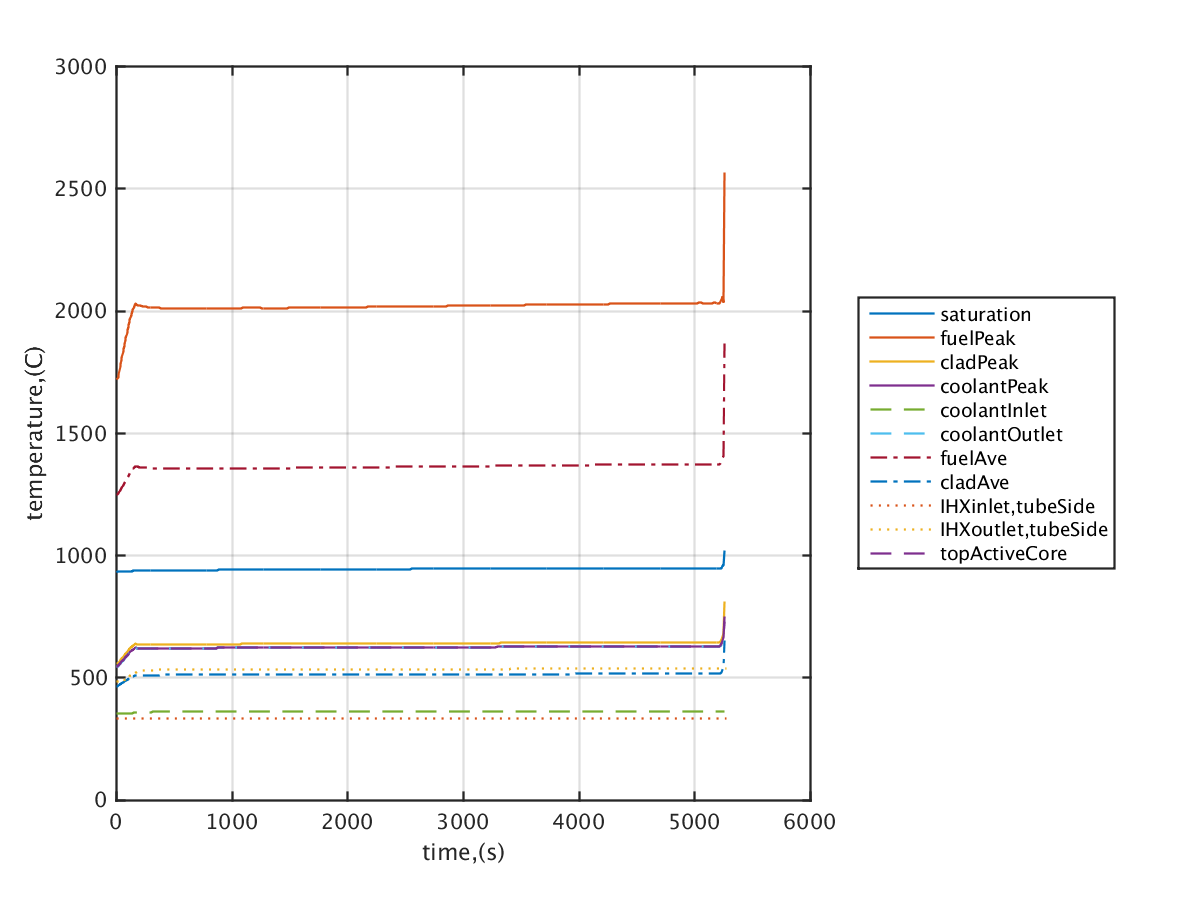 3000
2500
2000
1500
1000
500
0
temperature,(C)
0 1000 2000 3000 4000 5000 6000
time,(s)
saturation
fuelPeak
cladPeak
coolantPeak
coolantInlet
coolantOutlet
fuelAve
cladAve
IHXinlet,tubeSide
IHXoutlet,tubeSide
topActiveCore